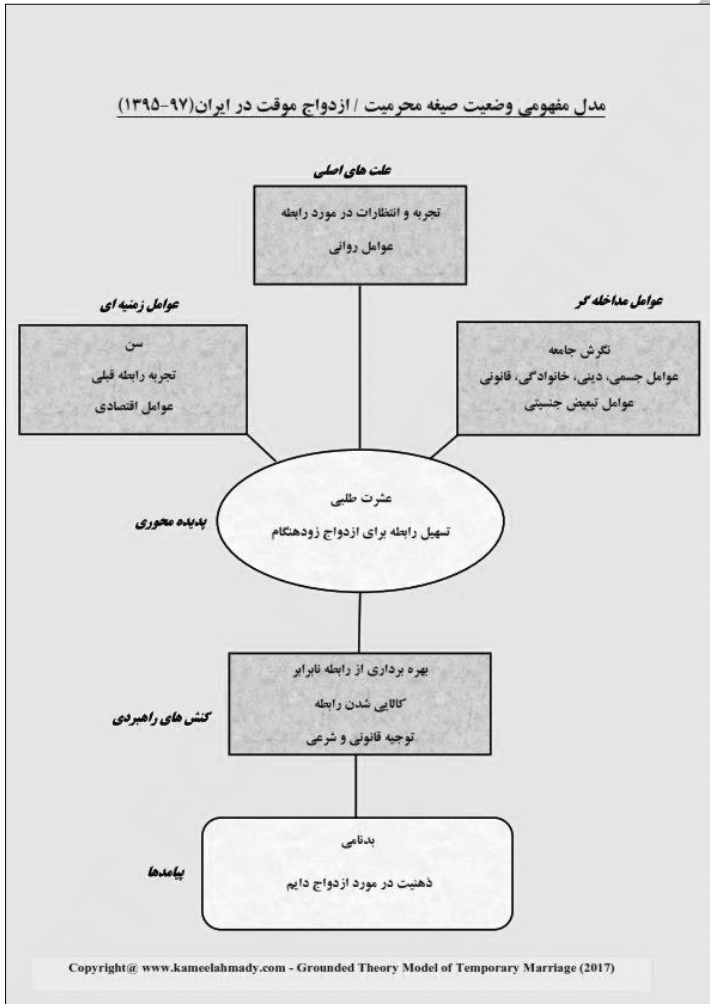 مدل مفهومی وضعیت صیغه محرمیت / ازدواج موقت در ایران(۹۷-۱۳۹۵)
علت های اصلی
تجربه و انتظارات در مورد رابطه
عوامل روانی
عوامل مداخله گر
نگرش جامعه
عوامل جسمی، دینی، خانوادگی، قانونی
عوامل تبعیض جنسیتی
عوامل زمنیه ای
سن
تجربه رابطه قبلی
عوامل اقتصادی
پدیده محوری
عشرت طلبی
تسهیل رابطه برای ازدواج زودهنگام
کنش های راهبردی
بهره برداری از رابطه نابرابر
کالایی شدن رابطه
توجیه قانونی و شرعی
پیامدها
بدنامی
ذهنیت در مورد ازدواج دایم
Copyright@ www.kameelahmady.com - Grounded Theory Model of Temporary Marriage (2017)